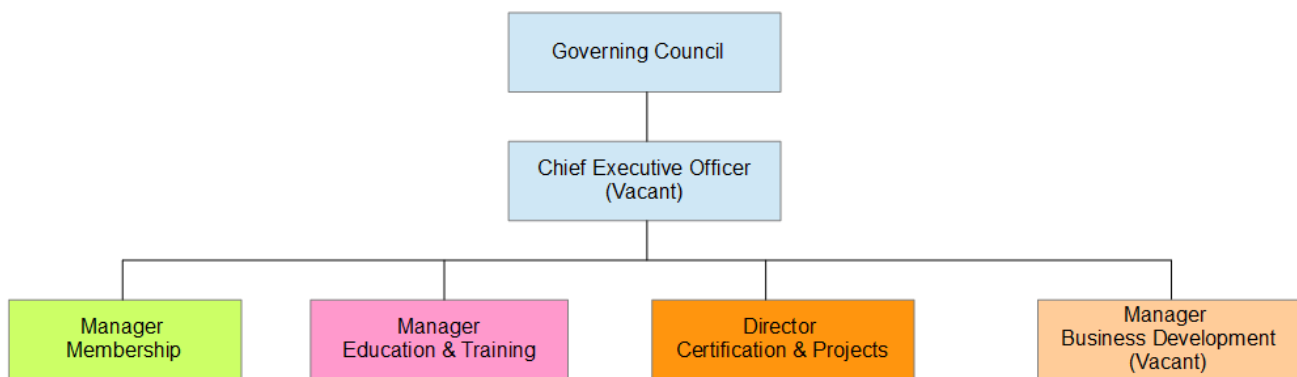 Governing Council
Chief Executive Officer
(Vacant)
Manager
Membership
Manager
Education & Training
Director
Certification & Projects
Manager
Business Development
(Vacant)